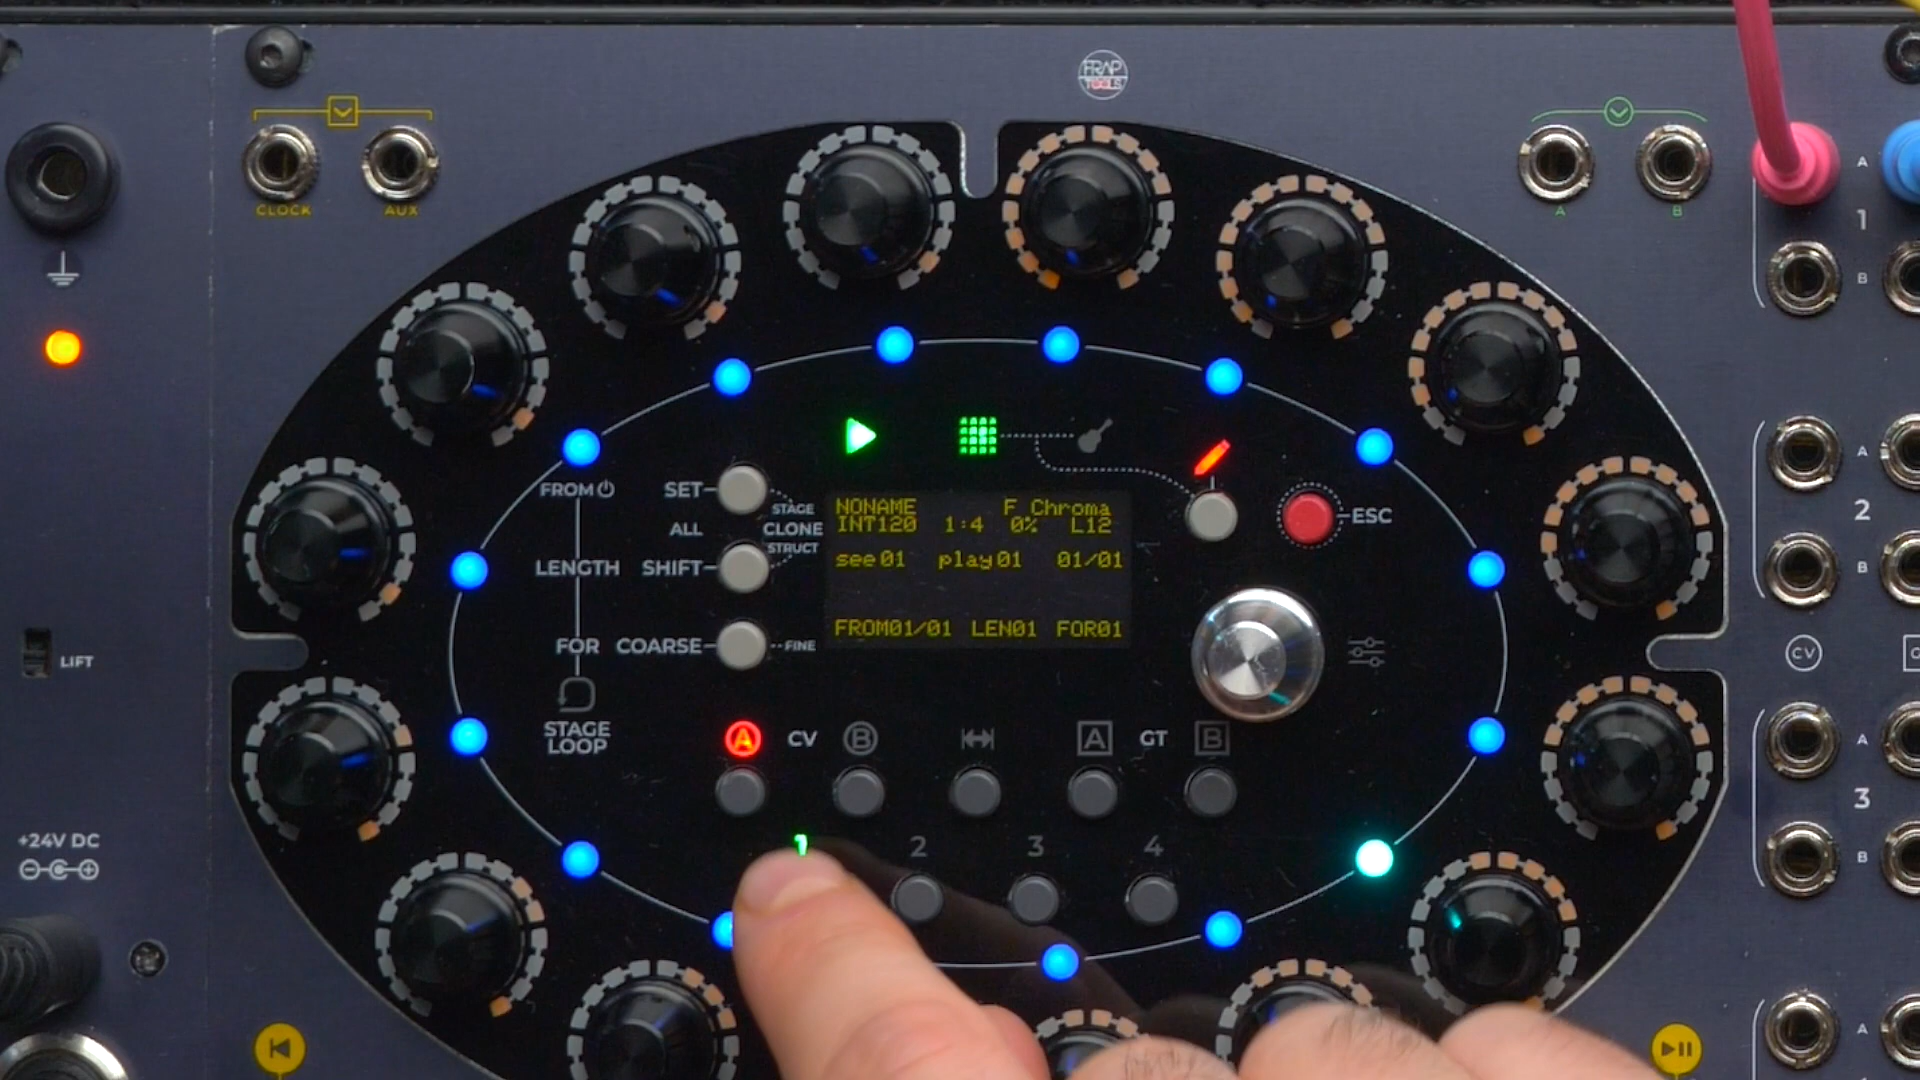 FRAP
TOOLS
CLOCK
AUX
A
B
A
1
B
FROM
SET
STAGE
ALL
CLONE
STRUCT
LENGTH
SHIFT
FOR
COARSE
FINE
STAGE
LOOP
NONAME F Chroma
INT120 1:4 0% L12
see01 play01 01/01
FROM01/01 LEN01 FOR01
ESC
A
2
B
LIFT
CV
A
CV
B
A
GT
B
A
3
B
+24V DC
1
2
3
4
A